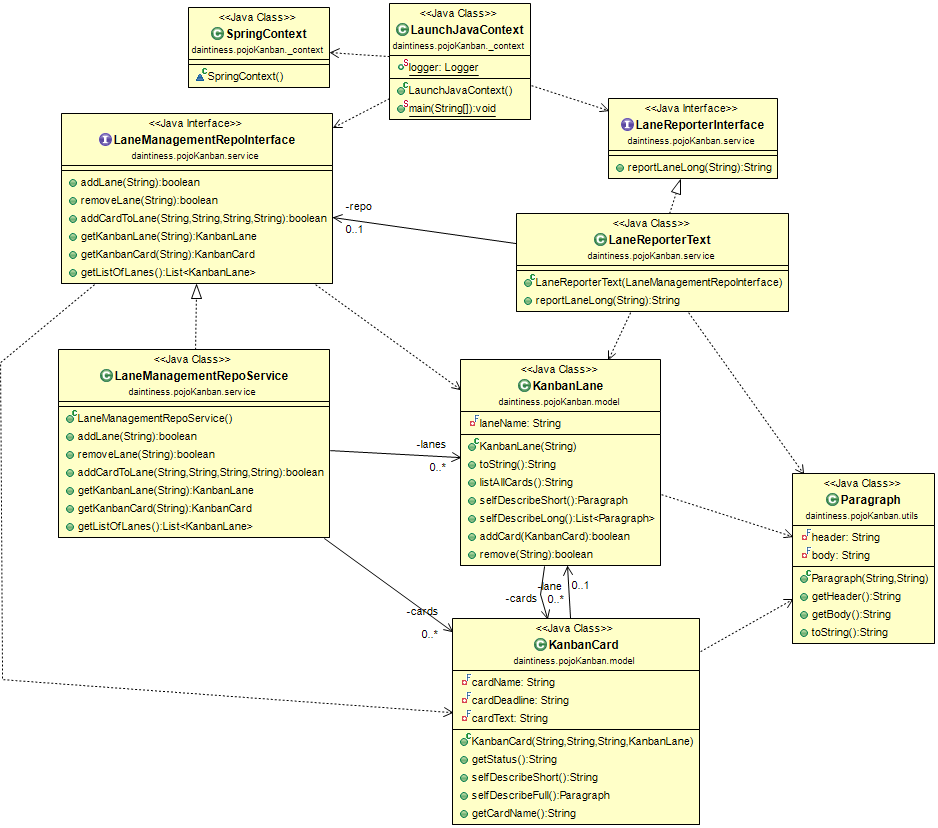 <<Java Class>>
SpringContext
daintiness.pojoKanban._context
SpringContext()
<<Java Class>>
LaunchJavaContext
daintiness.pojoKanban._context
logger: Logger
LaunchJavaContext()
main(String[]):void
<<Java Interface>>
LaneManagementRepoInterface
daintiness.pojoKanban.service
addLane(String):boolean
removeLane(String):boolean
addCardToLane(String,String,String,String):boolean
getKanbanLane(String):KanbanLane
getKanbanCard(String):KanbanCard
getListOfLanes():List<KanbanLane>
<<Java Interface>>
LaneReporterInterface
daintiness.pojoKanban.service
reportLaneLong(String):String
-repo
0..1
<<Java Class>>
LaneReporterText
daintiness.pojoKanban.service
LaneReporterText(LaneManagementRepoInterface)
reportLaneLong(String):String
<<Java Class>>
LaneManagementRepoService
daintiness.pojoKanban.service
LaneManagementRepoService()
addLane(String):boolean
removeLane(String):boolean
addCardToLane(String,String,String,String):boolean
getKanbanLane(String):KanbanLane
getKanbanCard(String):KanbanCard
getListOfLanes():List<KanbanLane>
-lanes
0..*
<<Java Class>>
KanbanLane
daintiness.pojoKanban.model
laneName: String
KanbanLane(String)
toString():String
listAllCards():String
selfDescribeShort():Paragraph
selfDescribeLong():List<Paragraph>
addCard(KanbanCard):boolean
remove(String):boolean
<<Java Class>>
Paragraph
daintiness.pojoKanban.utils
header: String
body: String
Paragraph(String,String)
getHeader():String
getBody():String
toString():String
-lane
0..1
-cards
0..*
-cards
0..*
<<Java Class>>
KanbanCard
daintiness.pojoKanban.model
cardName: String
cardDeadline: String
cardText: String
KanbanCard(String,String,String,KanbanLane)
getStatus():String
selfDescribeShort():String
selfDescribeFull():Paragraph
getCardName():String